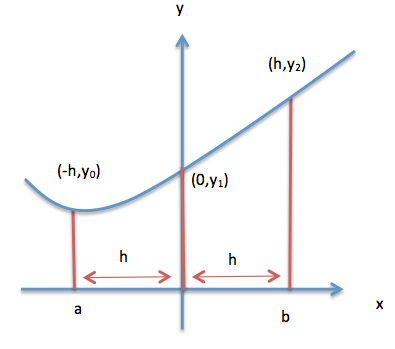 y
(h,y₂)
(-h,y₀)
(0,y₁)
h
h
x
a
b